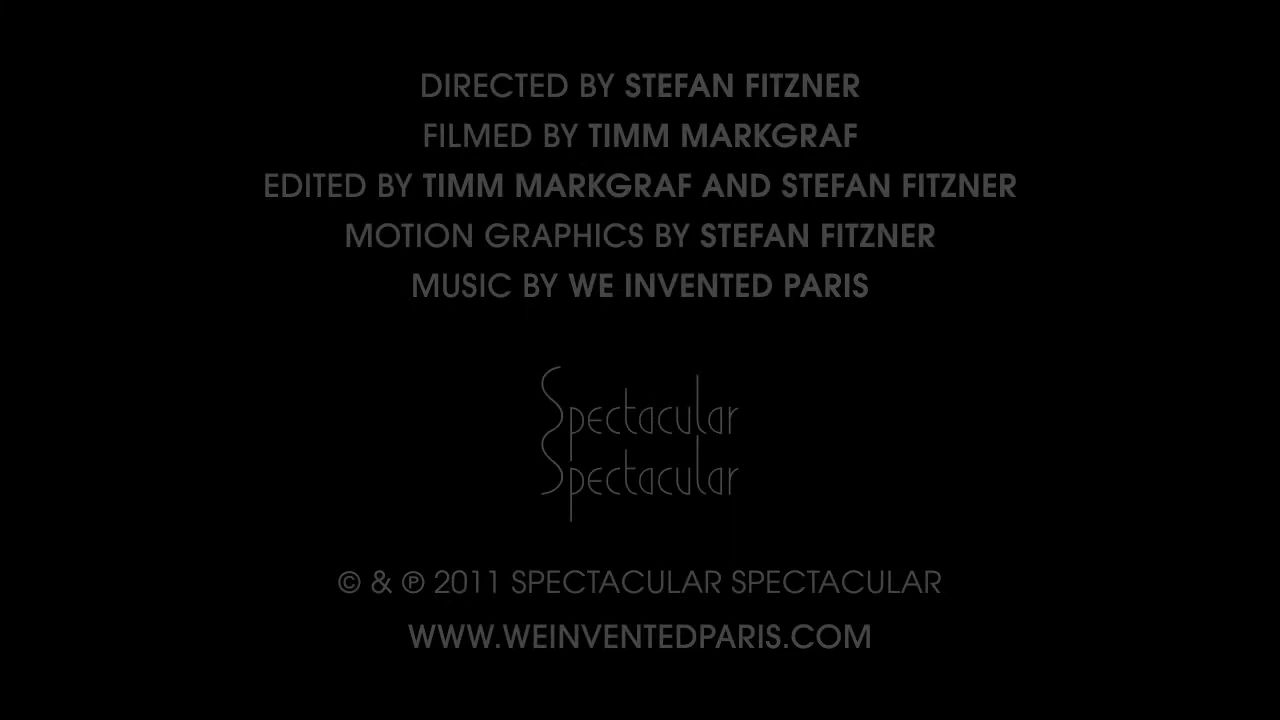 DIRECTED BY STEFAN FITZNER
FILMED BY TIMM MARKGRAF
EDITED BY TIMM MARKGRAF AND STEFAN FITZNER
MOTION GRAPHICS BY STEFAN FITZNER
MUSIC BY WE INVENTED PARIS
Spectacular
Spectacular
© & ℗ 2011 SPECTACULAR SPECTACULAR
WWW.WEINVENTEDPARIS.COM